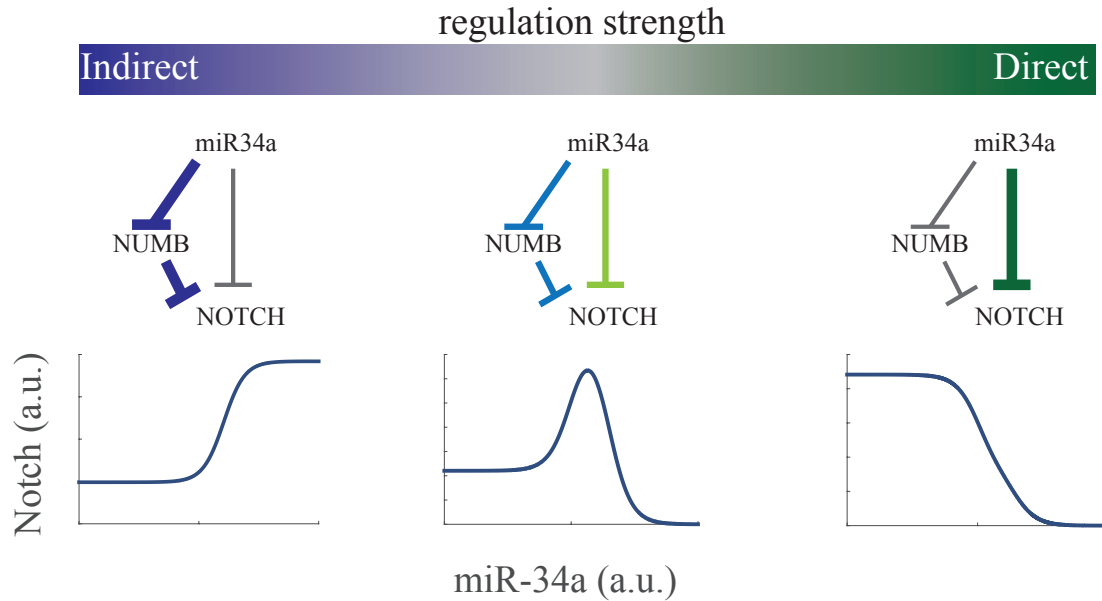 regulation strength
Indirect Direct
miR34a miR34a miR34a
NUMB NUMB NUMB
NOTCH NOTCH NOTCH
Notch (a.u.)
miR-34a (a.u.)